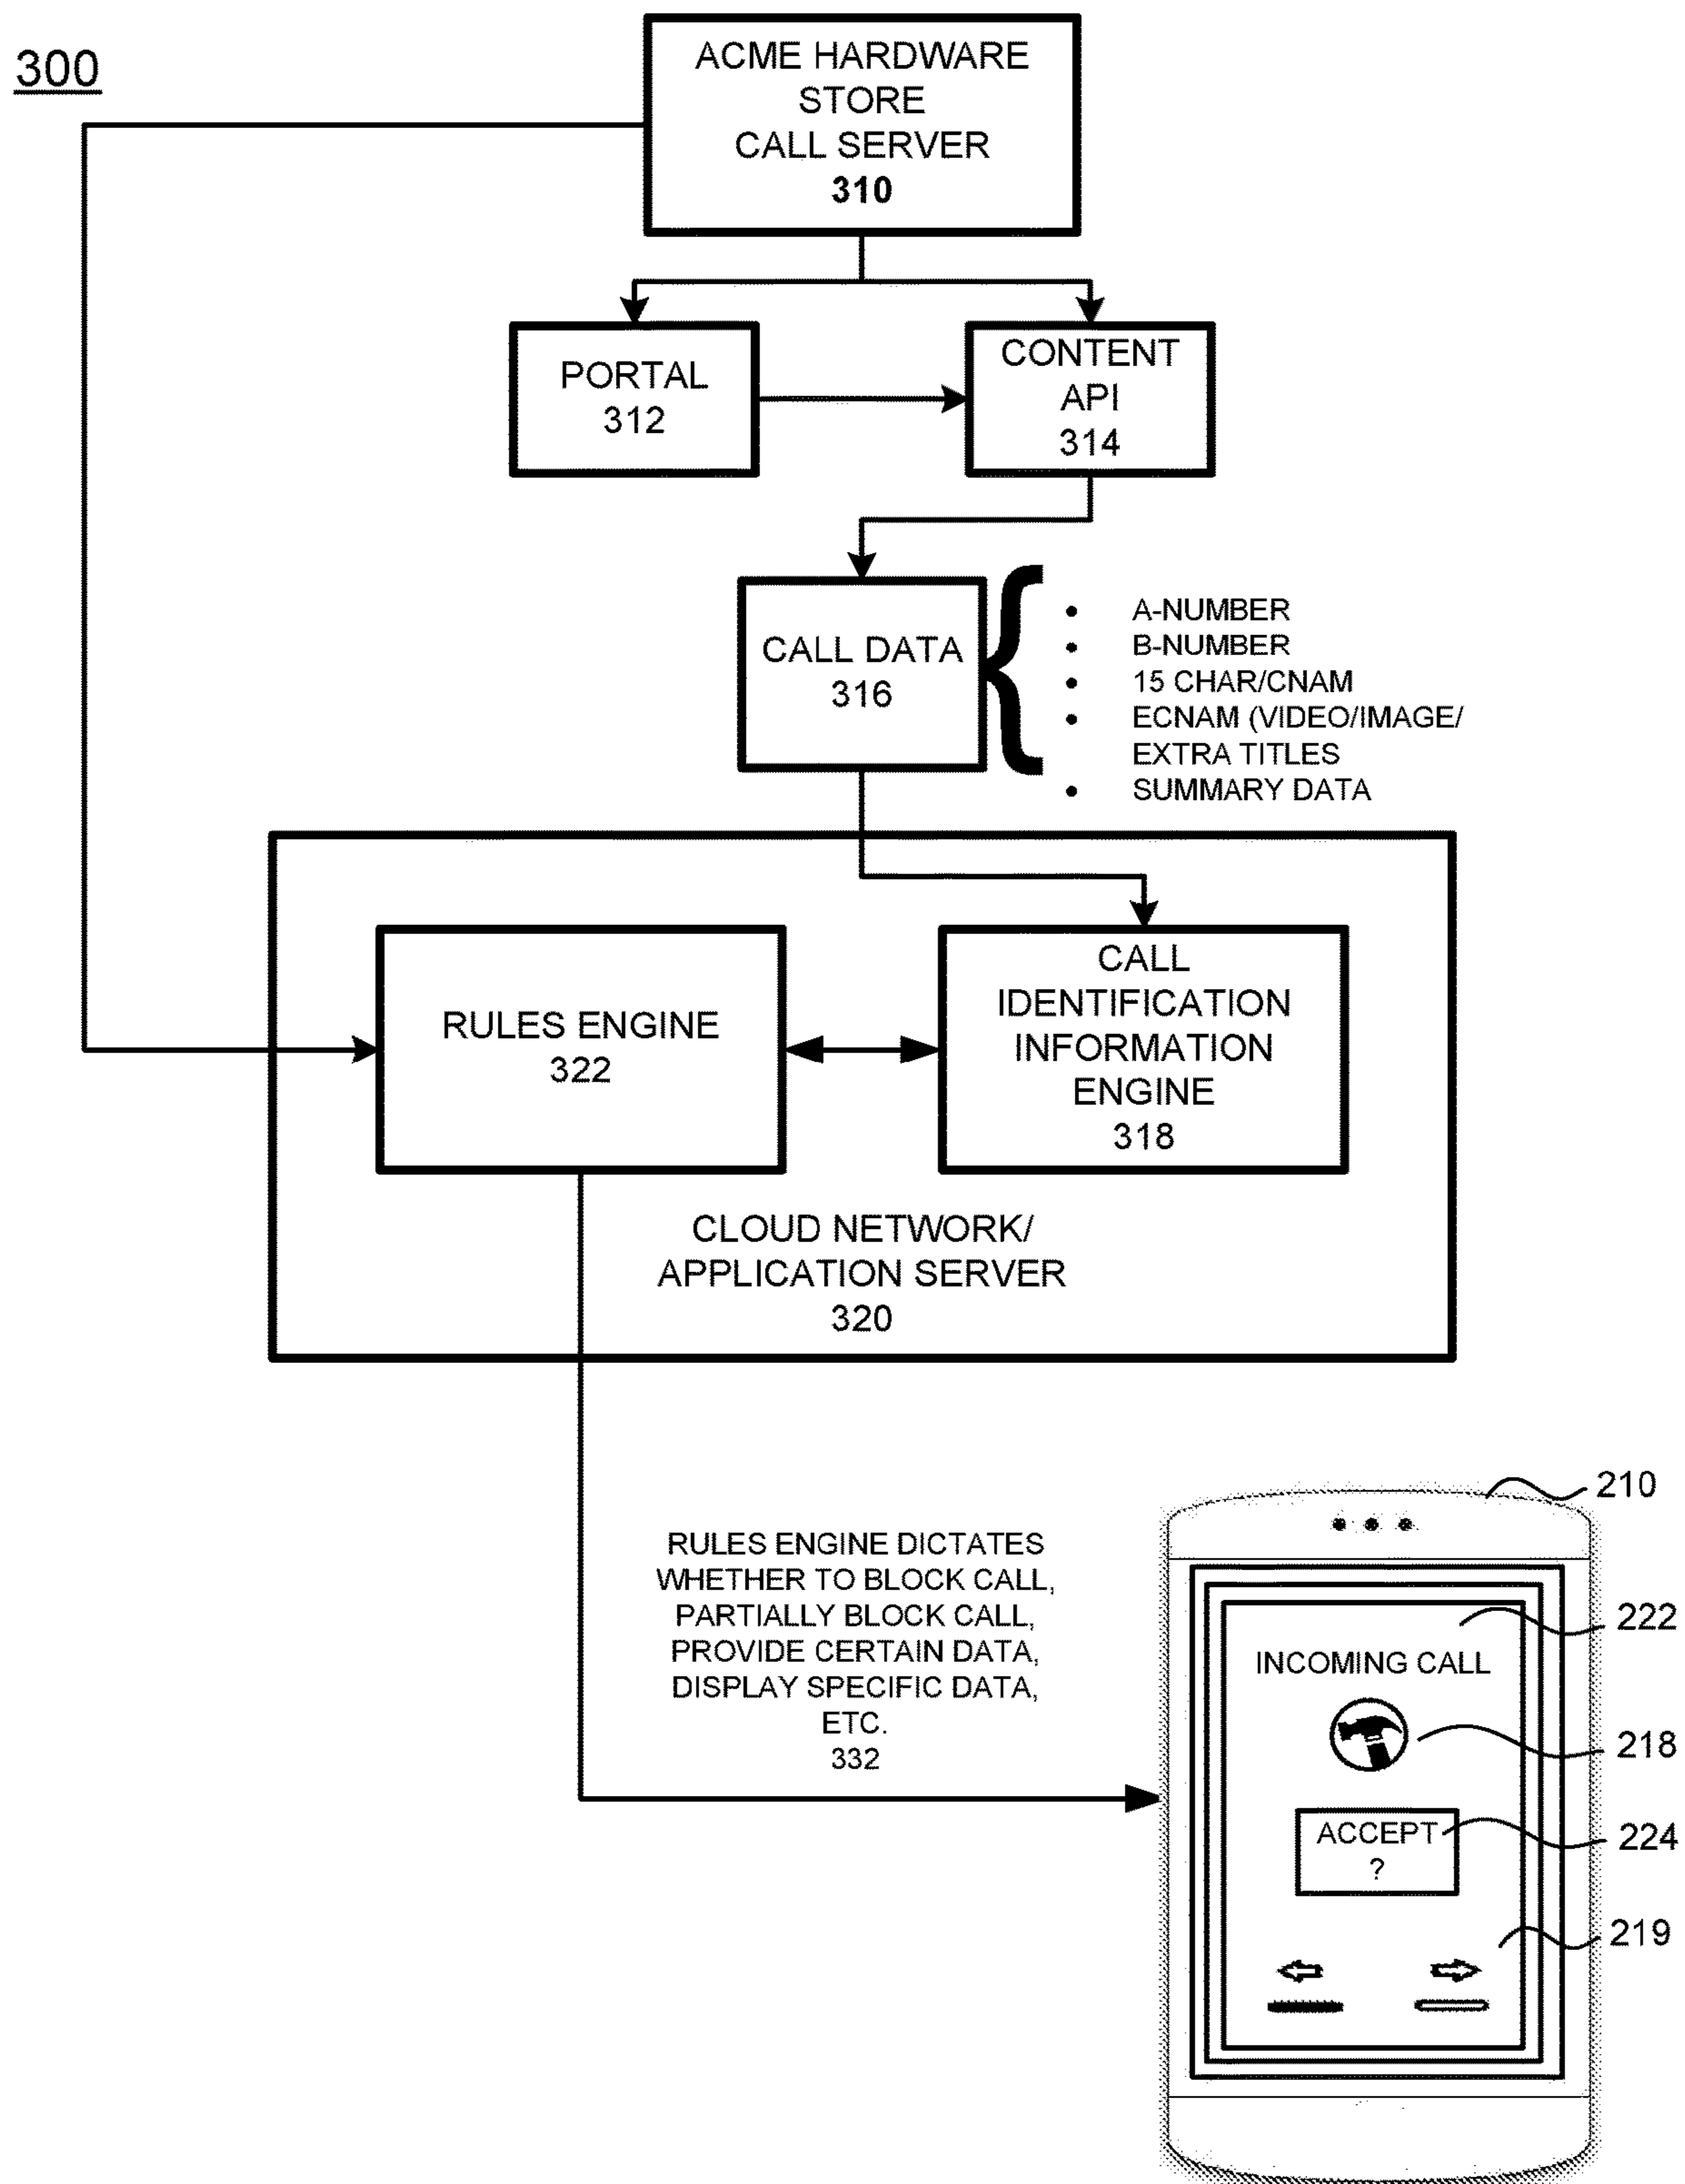 300
ACME HARDWARE
STORE
CALL SERVER
310
PORTAL
312
CONTENT
API
314
CALL DATA
316
• A-NUMBER
• B-NUMBER
• 15 CHAR/CNAM
• ECNAM (VIDEO/IMAGE/
EXTRA TITLES
• SUMMARY DATA
RULES ENGINE
322
CALL
IDENTIFICATION
INFORMATION
ENGINE
318
CLOUD NETWORK/
APPLICATION SERVER
320
RULES ENGINE DICTATES
WHETHER TO BLOCK CALL,
PARTIALLY BLOCK CALL,
PROVIDE CERTAIN DATA,
DISPLAY SPECIFIC DATA,
ETC.
332
210
222
INCOMING CALL
218
ACCEPT
?
224
219